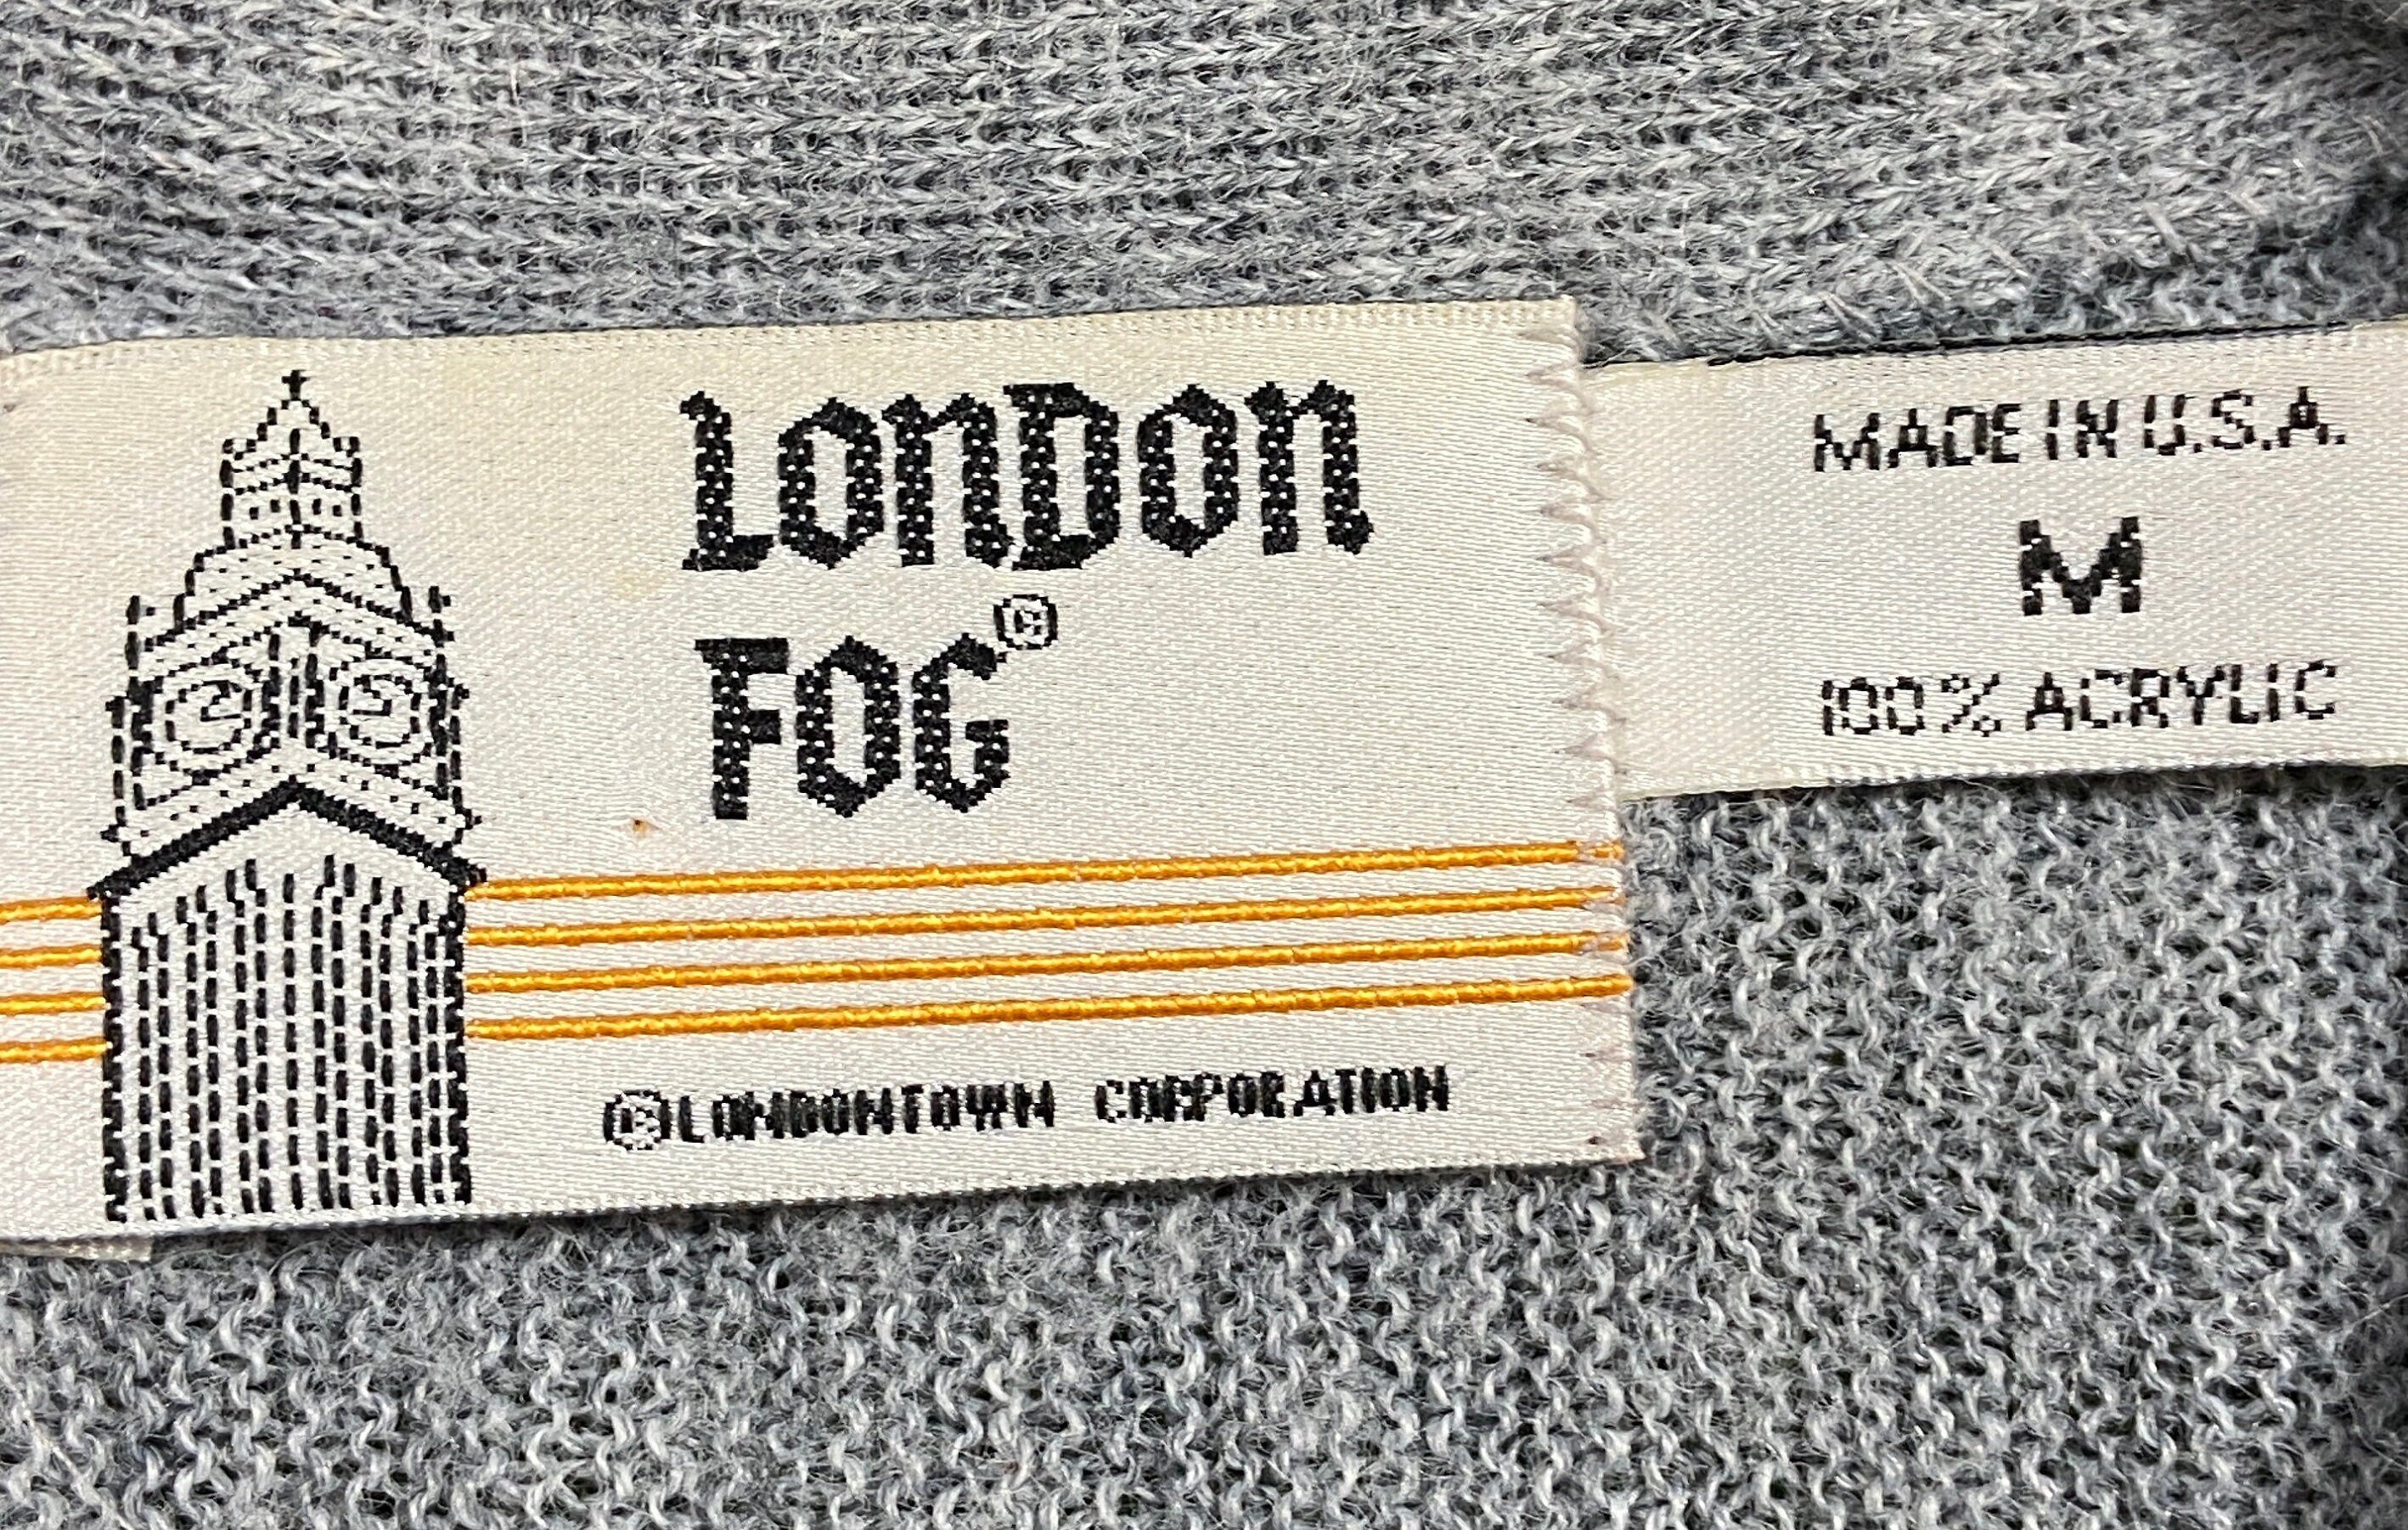 LONDON
FOG®
©LONDONTOWN CORPORATION
MADE IN U.S.A.
M
100% ACRYLIC